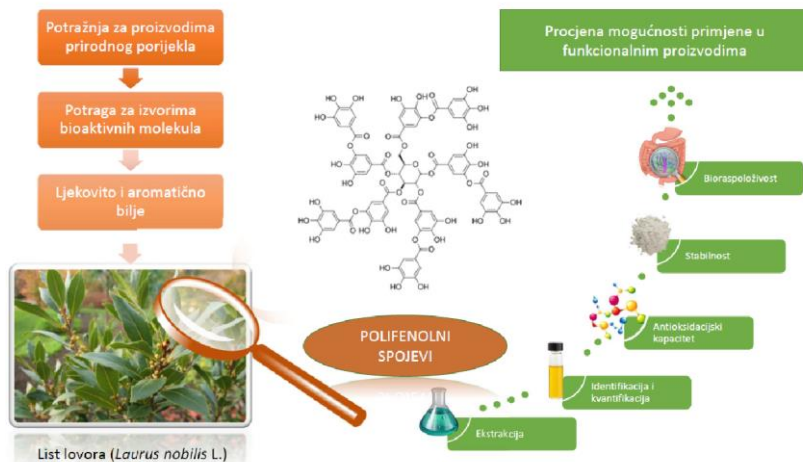 Potražnja za proizvodima
prirodnog porijekla
Potraga za izvorima
bioaktivnih molekula
Ljekovito i aromatično
bilje
List lovora (Laurus nobilis L.)
POLIFENOLNI
SPOJEVI
Procjena mogućnosti primjene u
funkcionalnim proizvodima
Bioraspoloživost
Stabilnost
Antioksidacijski
kapacitet
Identifikacija i
kvantifikacija
Ekstrakcija